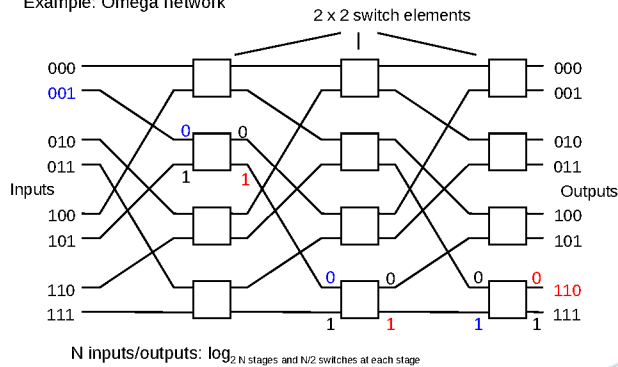 Example: Omega network
2 x 2 switch elements
000 000
001 001
0 0
010 010
011 1 1 011
Inputs Outputs
100 100
101 101
0 0 0 0
110 110
111 1 1 1 1 111
N inputs/outputs: log2 N stages and N/2 switches at each stage